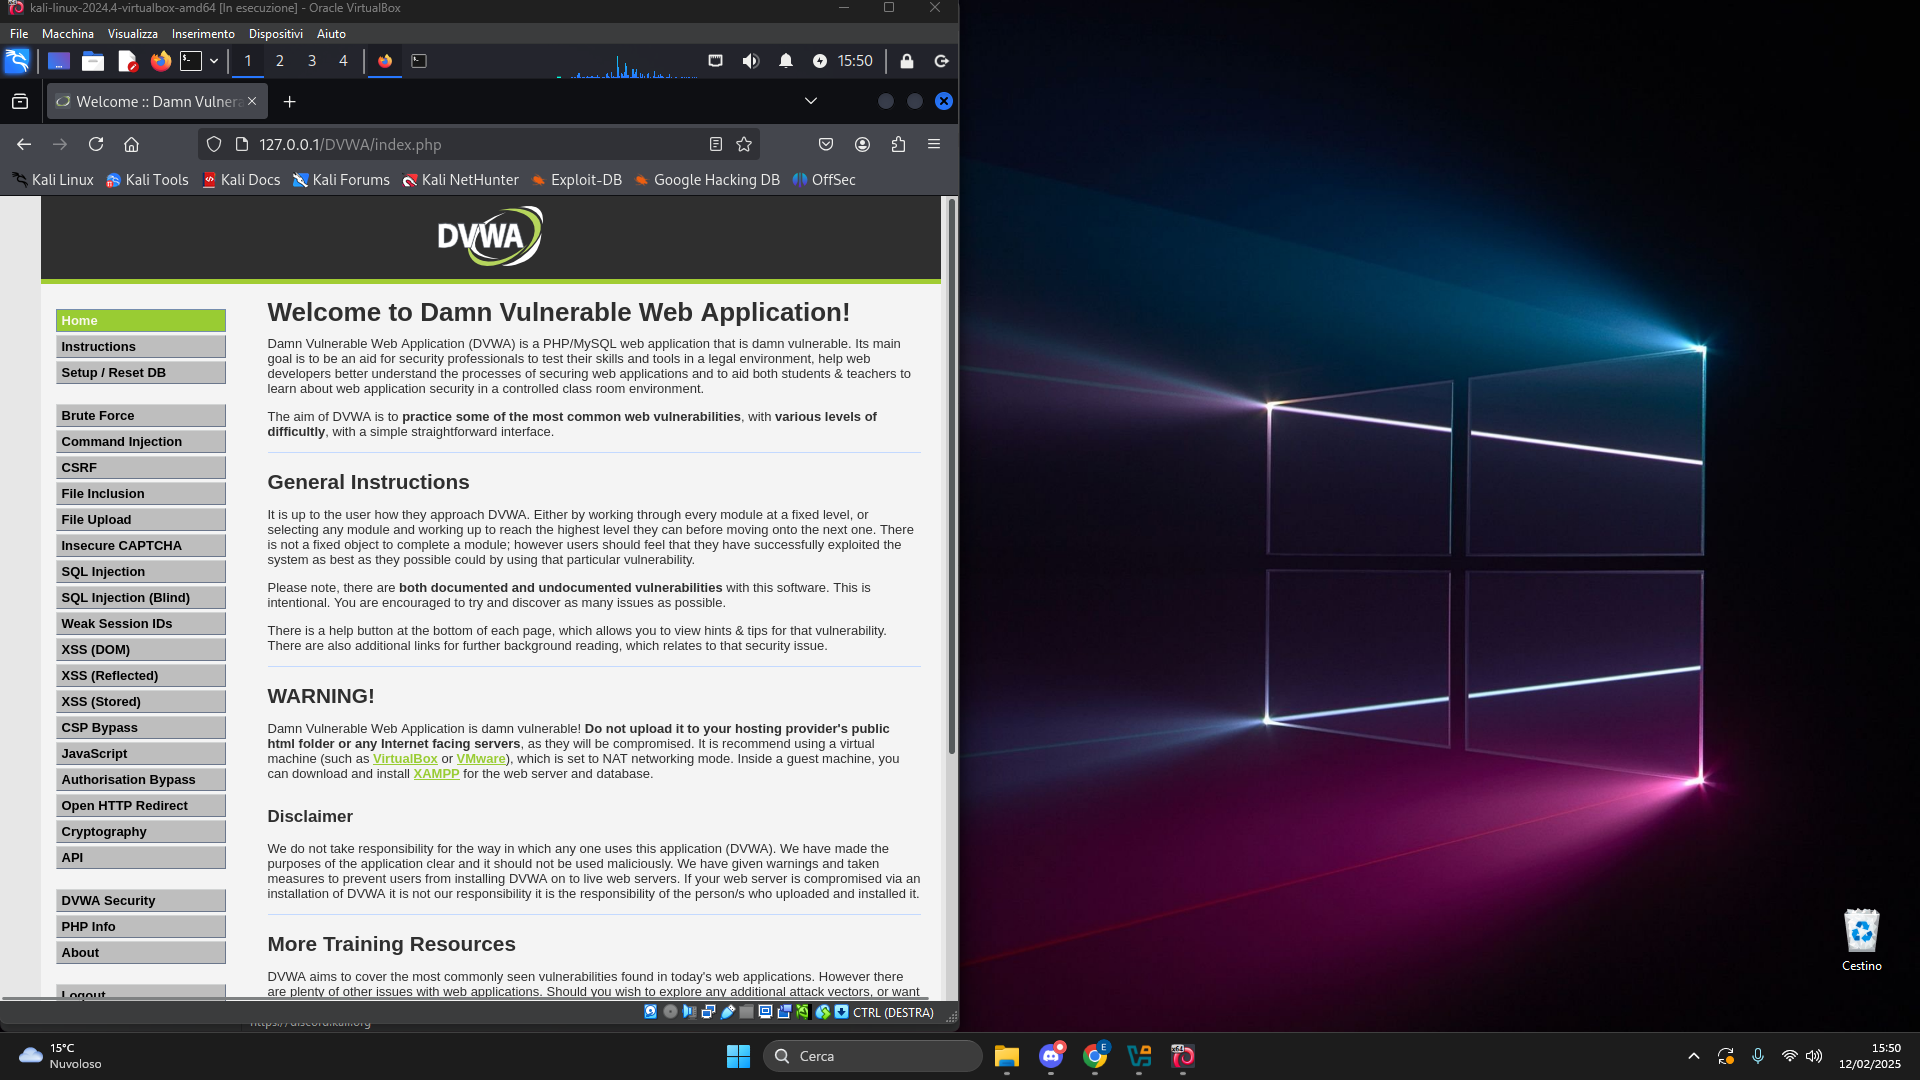 kali-linux-2024.4-virtualbox-amd64 [In esecuzione] - Oracle VirtualBox
File Macchina Visualizza Inserimento Dispositivi Aiuto
1 2 3 4
15:50
Welcome :: Damn Vulnera
127.0.0.1/DVWA/index.php
Kali Linux Kali Tools Kali Docs Kali Forums Kali NetHunter Exploit-DB Google Hacking DB OffSec
DVWA
Home
Instructions
Setup / Reset DB
Brute Force
Command Injection
CSRF
File Inclusion
File Upload
Insecure CAPTCHA
SQL Injection
SQL Injection (Blind)
Weak Session IDs
XSS (DOM)
XSS (Reflected)
XSS (Stored)
CSP Bypass
JavaScript
Authorisation Bypass
Open HTTP Redirect
Cryptography
API
DVWA Security
PHP Info
About
Logout
Welcome to Damn Vulnerable Web Application!
Damn Vulnerable Web Application (DVWA) is a PHP/MySQL web application that is damn vulnerable. Its main
goal is to be an aid for security professionals to test their skills and tools in a legal environment, help web
developers better understand the processes of securing web applications and to aid both students & teachers to
learn about web application security in a controlled class room environment.
The aim of DVWA is to practice some of the most common web vulnerabilities, with various levels of
difficultly, with a simple straightforward interface.
General Instructions
It is up to the user how they approach DVWA. Either by working through every module at a fixed level, or
selecting any module and working up to reach the highest level they can before moving onto the next one. There
is not a fixed object to complete a module; however users should feel that they have successfully exploited the
system as best as they possible could by using that particular vulnerability.
Please note, there are both documented and undocumented vulnerabilities with this software. This is
intentional. You are encouraged to try and discover as many issues as possible.
There is a help button at the bottom of each page, which allows you to view hints & tips for that vulnerability.
There are also additional links for further background reading, which relates to that security issue.
WARNING!
Damn Vulnerable Web Application is damn vulnerable! Do not upload it to your hosting provider's public
html folder or any Internet facing servers, as they will be compromised. It is recommend using a virtual
machine (such as VirtualBox or VMware), which is set to NAT networking mode. Inside a guest machine, you
can download and install XAMPP for the web server and database.
Disclaimer
We do not take responsibility for the way in which any one uses this application (DVWA). We have made the
purposes of the application clear and it should not be used maliciously. We have given warnings and taken
measures to prevent users from installing DVWA on to live web servers. If your web server is compromised via an
installation of DVWA it is not our responsibility it is the responsibility of the person/s who uploaded and installed it.
More Training Resources
DVWA aims to cover the most commonly seen vulnerabilities found in today's web applications. However there
are plenty of other issues with web applications. Should you wish to explore any additional attack vectors, or want
CTRL (DESTRA)
https://discord.kali.org
Cestino
15°C
Nuvoloso
Cerca
E
15:50
12/02/2025